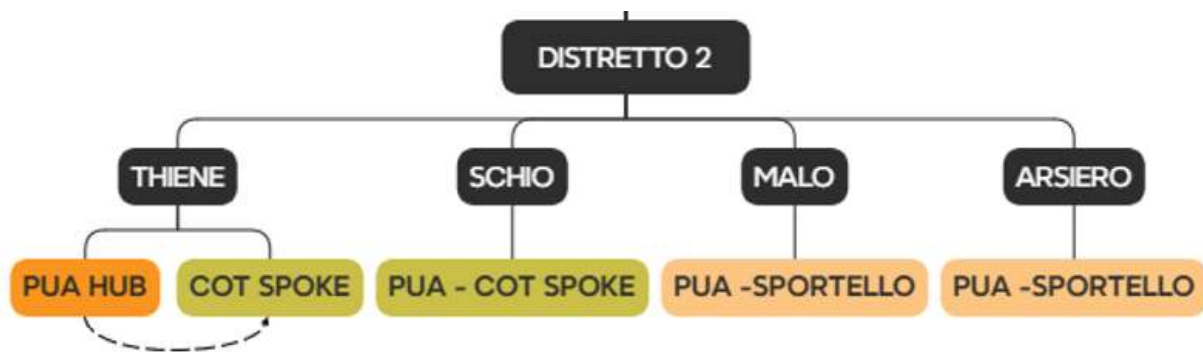 DISTRETTO 2
THIENE
SCHIO
MALO
ARSIERO
PUA HUB
COT SPOKE
PUA - COT SPOKE
PUA -SPORTELLO
PUA -SPORTELLO